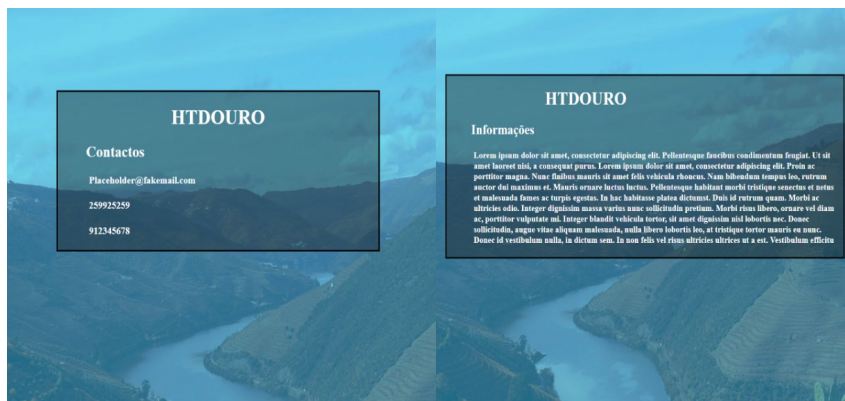 HTDOURO
Contactos
Placeholder@fakemail.com
259925259
912345678
HTDOURO
Informações
Lorem ipsum dolor sit amet, consectetur adipiscing elit. Pellentesque faucibus condimentum feugiat. Ut sit
amet laoreet nisi, a consequat purus. Lorem ipsum dolor sit amet, consectetur adipiscing elit. Proin ac
porttitor magna. Nunc finibus mauris sit amet felis vehicula rhoncus. Nam bibendum tempus leo, rutrum
auctor dui maximus et. Mauris ornare luctus luctus. Pellentesque habitant morbi tristique senectus et netus
et malesuada fames ac turpis egestas. In hac habitasse platea dictumst. Duis id rutrum quam. Morbi ac
ultricies odio. Integer dignissim massa varius nunc sollicitudin pretium. Morbi risus libero, ornare vel diam
ac, porttitor vulputate mi. Integer blandit vehicula tortor, sit amet dignissim nisl lobortis nec. Donec
sollicitudin, augue vitae aliquam malesuada, nulla libero lobortis leo, at tristique tortor mauris eu nunc.
Donec id vestibulum nulla, in dictum sem. In non felis vel risus ultricies ultrices ut a est. Vestibulum efficitu